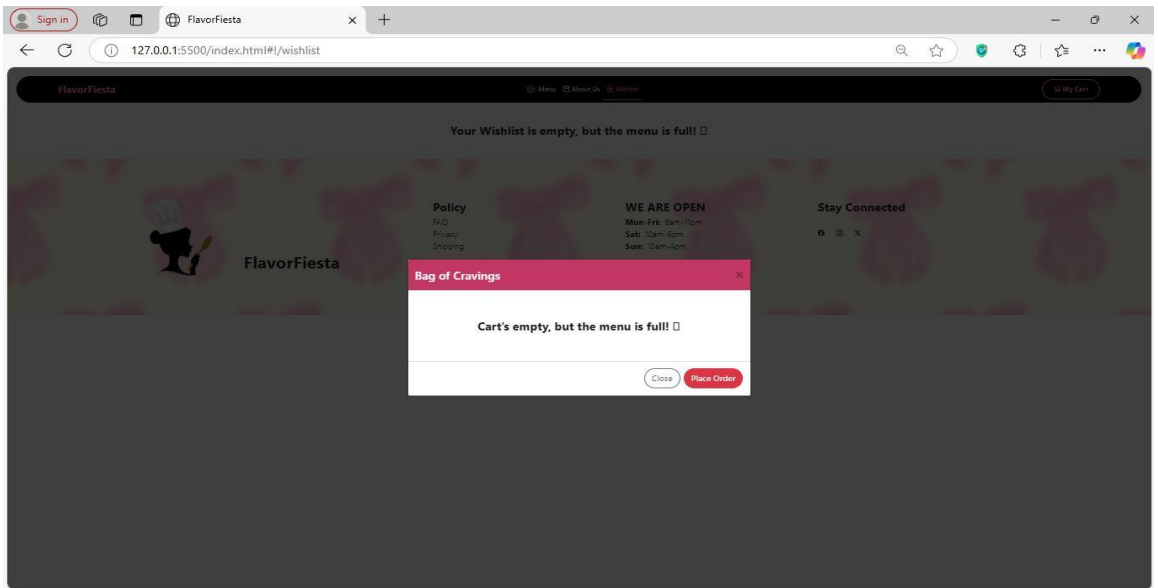 Sign in
FlavorFiesta
127.0.0.1:5500/index.html#!/wishlist
FlavorFiesta Menu About Us Wishlist My Cart
Your Wishlist is empty, but the menu is full!
Policy
FAQ
Privacy
Shipping
WE ARE OPEN
Mon-Fri: 8am-11pm
Sat: 10am-6pm
Sun: 10am-4pm
Stay Connected
FlavorFiesta
Bag of Cravings
Cart's empty, but the menu is full!
Close Place Order